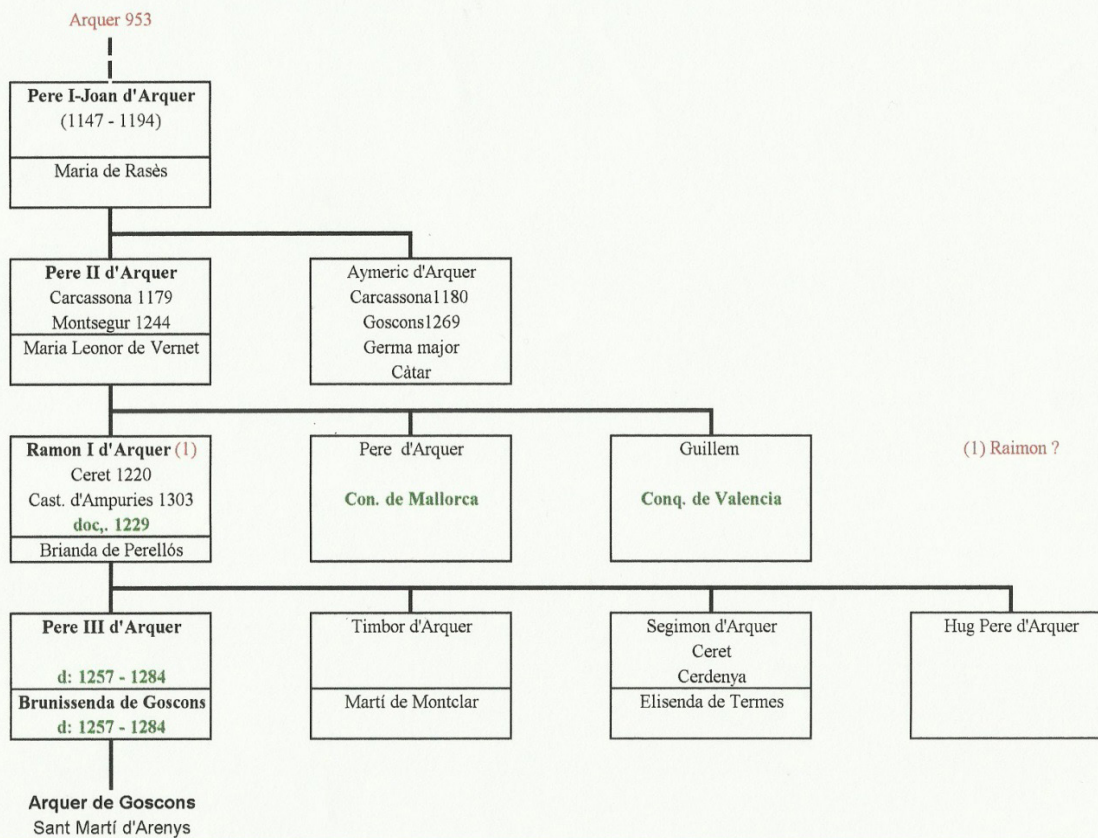 Arquer 953
Pere I-Joan d'Arquer
(1147 - 1194)
Maria de Rasès
Pere II d'Arquer
Carcassona 1179
Montsegur 1244
Maria Leonor de Vernet
Aymeric d'Arquer
Carcassona1180
Goscons1269
Germa major
Càtar
Ramon I d'Arquer (1)
Ceret 1220
Cast. d'Ampuries 1303
doc,. 1229
Brianda de Perellós
Pere d'Arquer
Con. de Mallorca
Guillem
Conq. de Valencia
(1) Raimon ?
Pere III d'Arquer
d: 1257 - 1284
Brunissenda de Goscons
d: 1257 - 1284
Timbor d'Arquer
Martí de Montclar
Segimon d'Arquer
Ceret
Cerdenya
Elisenda de Termes
Hug Pere d'Arquer
Arquer de Goscons
Sant Martí d'Arenys